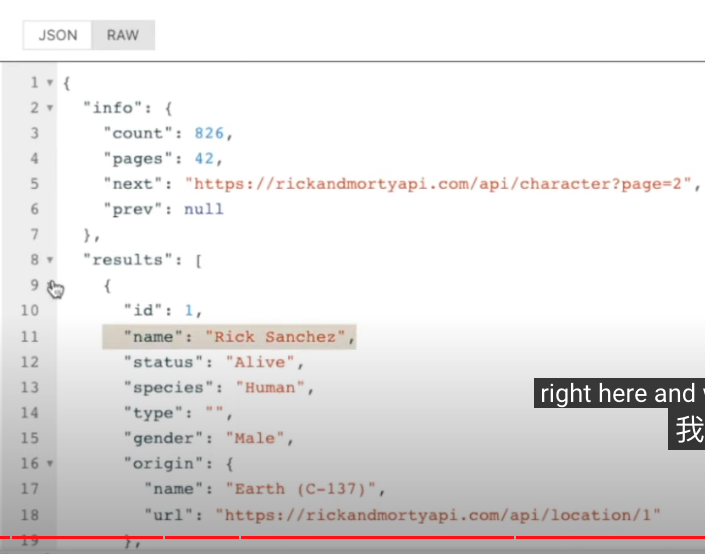 JSON RAW
1 {
2 "info": {
3 "count": 826,
4 "pages": 42,
5 "next": "https://rickandmortyapi.com/api/character?page=2",
6 "prev": null
7 },
8 "results": [
9 {
10 "id": 1,
11 "name": "Rick Sanchez",
12 "status": "Alive",
13 "species": "Human",
14 "type": "",
15 "gender": "Male",
16 "origin": {
17 "name": "Earth (C-137)",
18 "url": "https://rickandmortyapi.com/api/location/1"
19 },
right here and
我